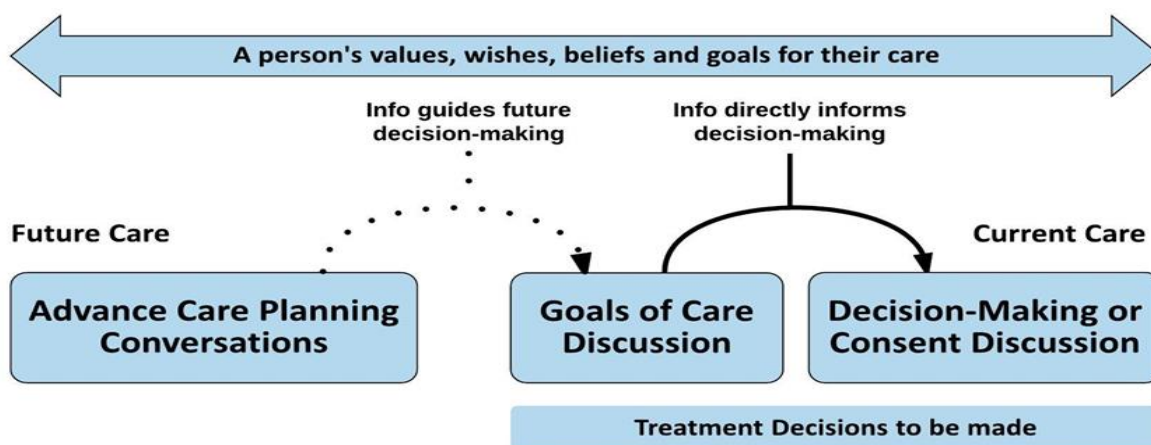 A person's values, wishes, beliefs and goals for their care
Info guides future
decision-making
Info directly informs
decision-making
Future Care
Current Care
Advance Care Planning
Conversations
Goals of Care
Discussion
Decision-Making or
Consent Discussion
Treatment Decisions to be made